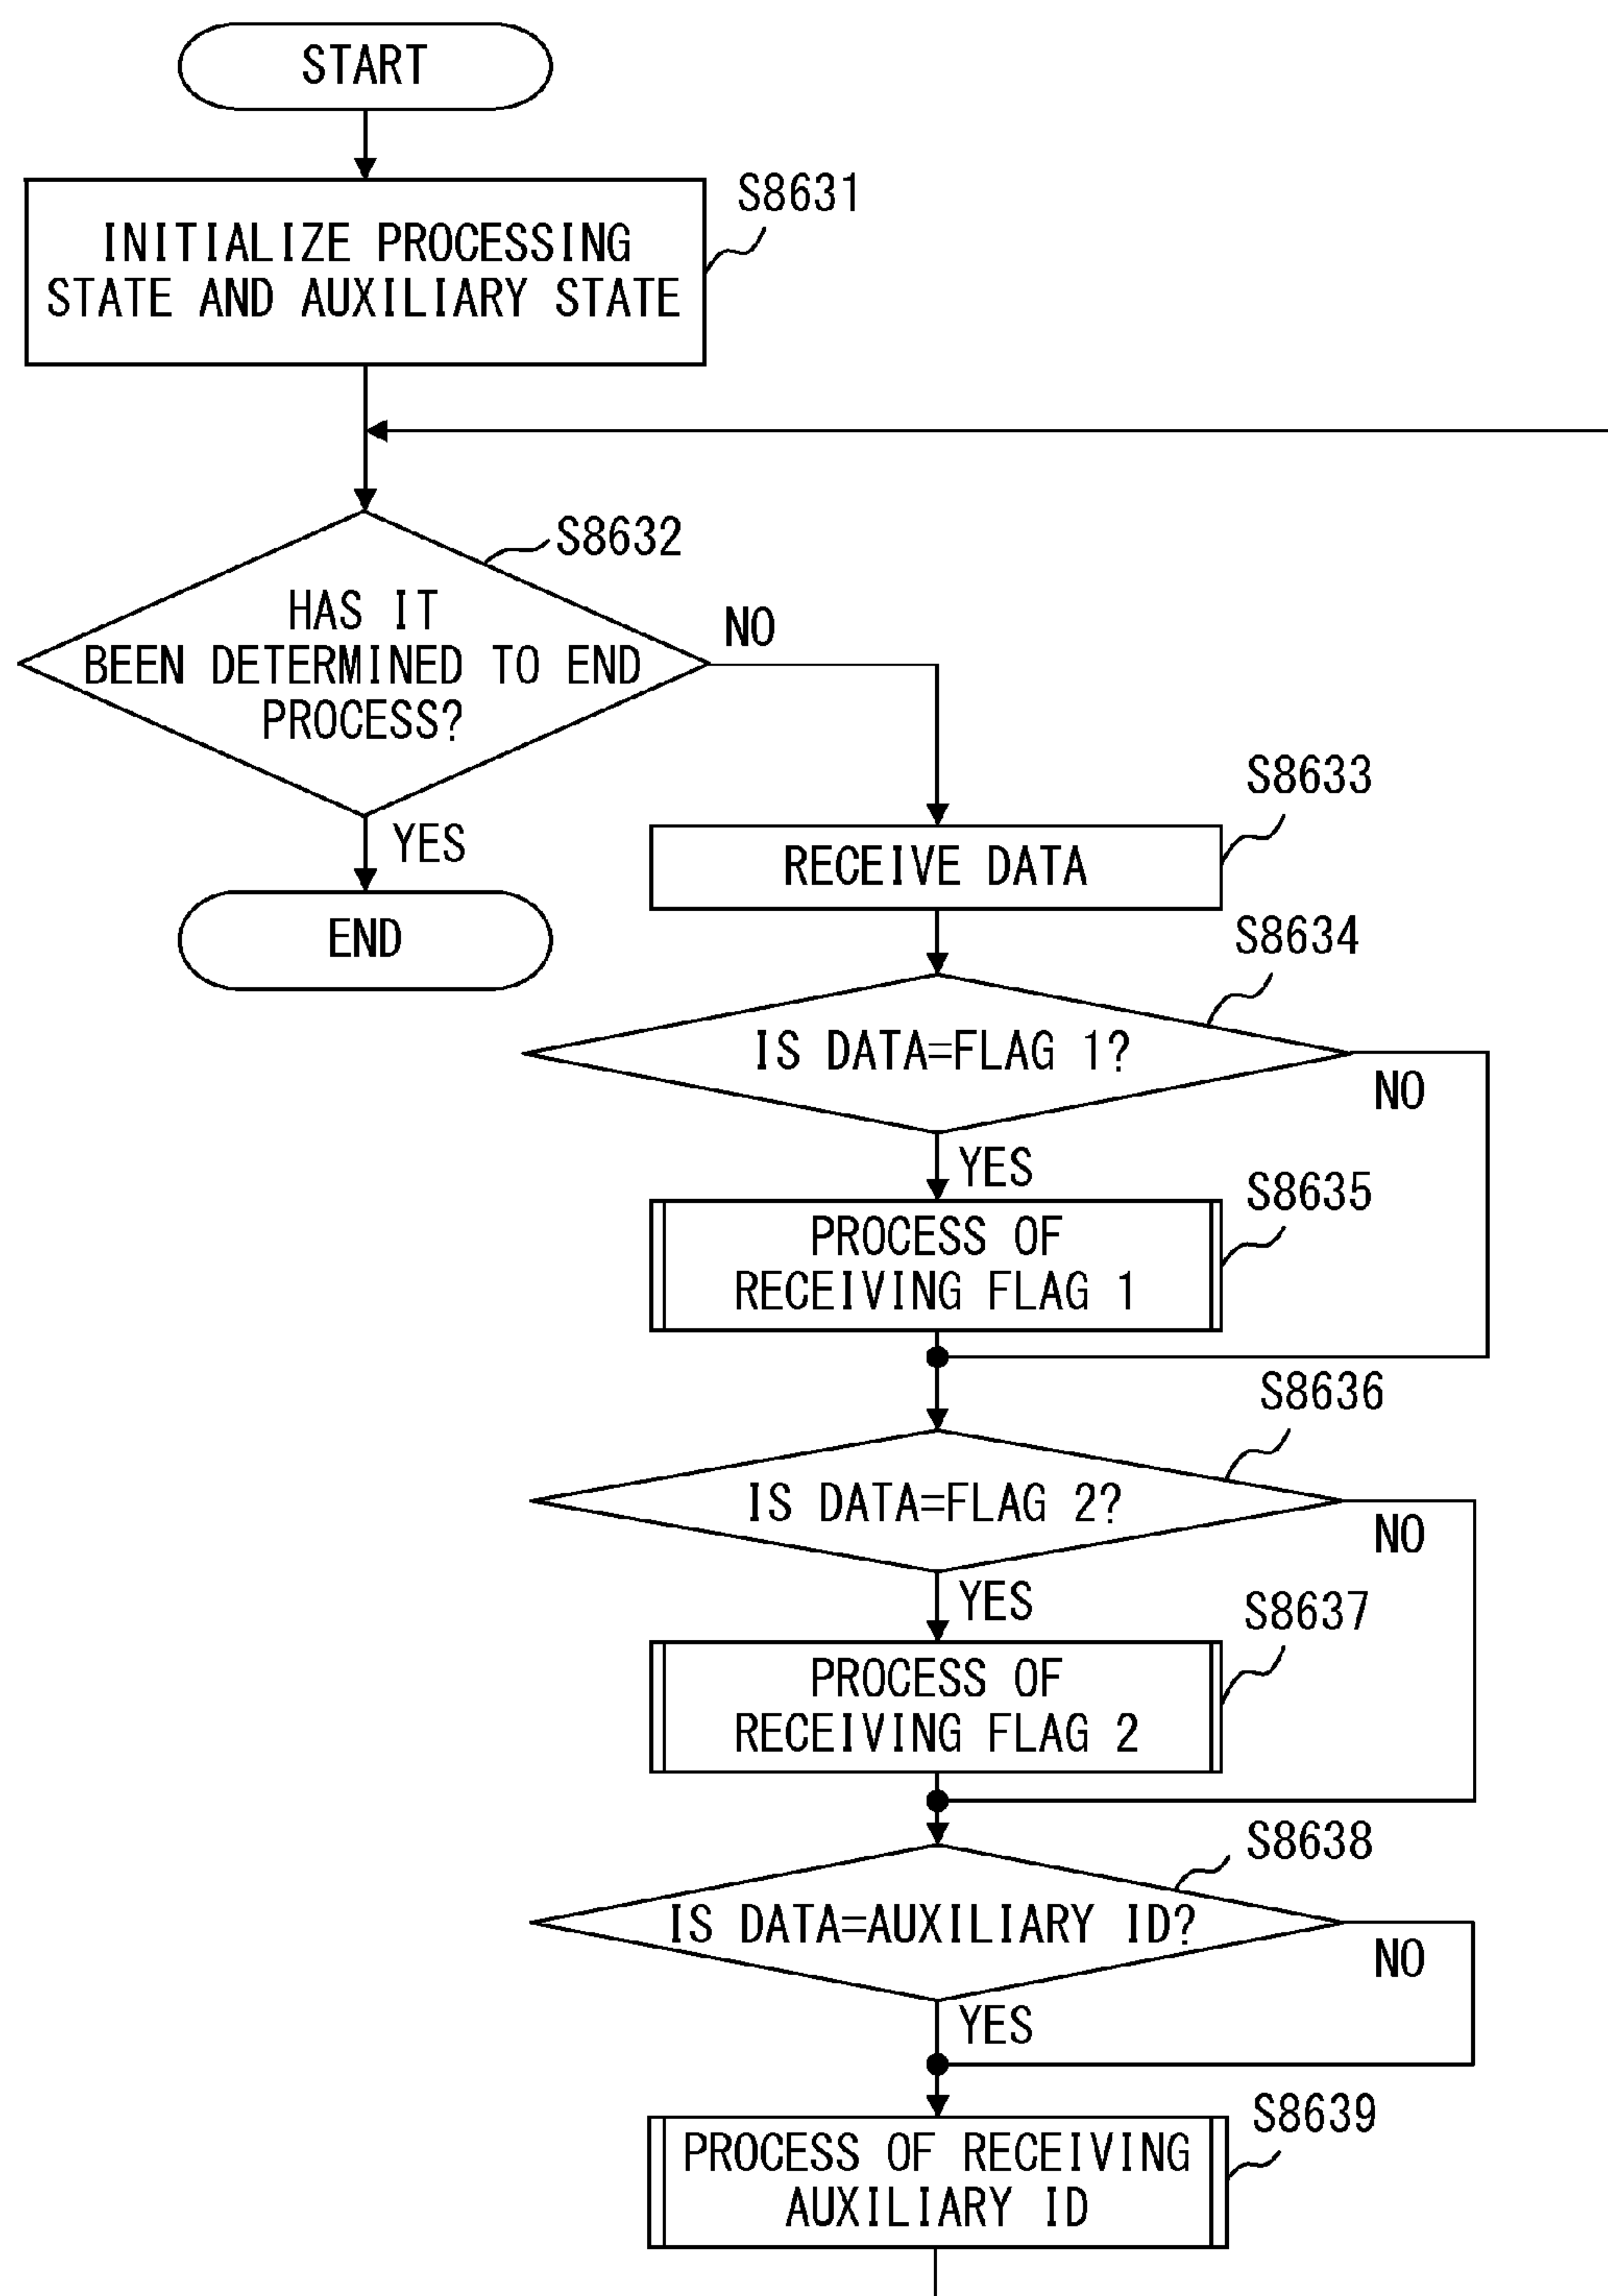 START
S8631
INITIALIZE PROCESSING
STATE AND AUXILIARY STATE
S8632
HAS IT
BEEN DETERMINED TO END
PROCESS?
NO
YES
END
S8633
RECEIVE DATA
S8634
IS DATA=FLAG 1?
NO
YES
S8635
PROCESS OF
RECEIVING FLAG 1
S8636
IS DATA=FLAG 2?
NO
YES
S8637
PROCESS OF
RECEIVING FLAG 2
S8638
IS DATA=AUXILIARY ID?
NO
YES
S8639
PROCESS OF RECEIVING
AUXILIARY ID